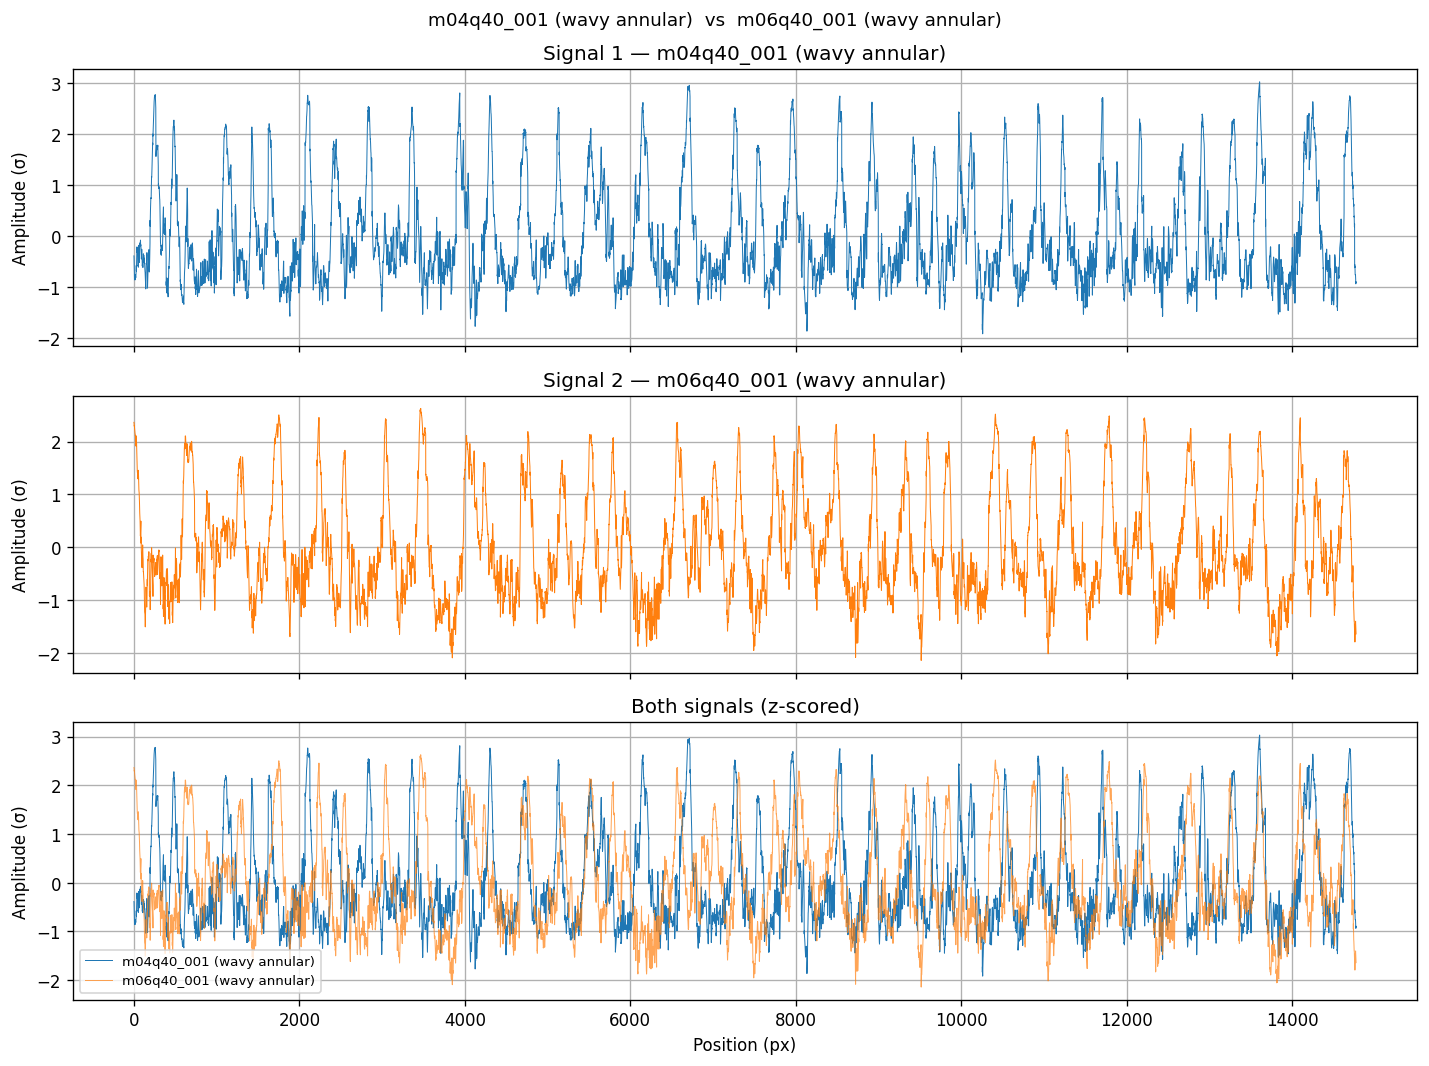 m04q40_001 (wavy annular)  vs  m06q40_001 (wavy annular)
Signal 1 — m04q40_001 (wavy annular)
Amplitude (σ)
3
2
1
0
−1
−2
Signal 2 — m06q40_001 (wavy annular)
Amplitude (σ)
2
1
0
−1
−2
Both signals (z-scored)
Amplitude (σ)
3
2
1
0
−1
−2
m04q40_001 (wavy annular)
m06q40_001 (wavy annular)
0 2000 4000 6000 8000 10000 12000 14000
Position (px)